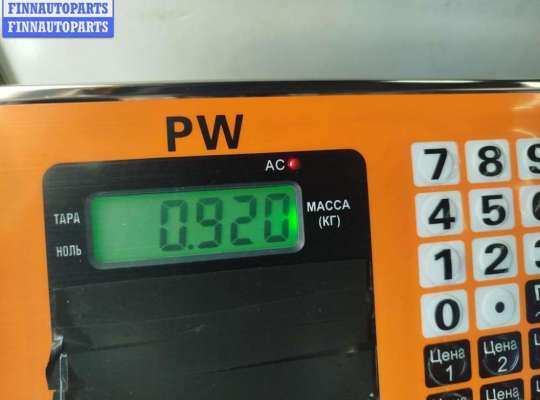 FINNAUTOPARTS
FINNAUTOPARTS
PW
AC
ТАРА
НОЛЬ
0.920
МАССА
(КГ)
7 8 9
4 5
1 2 3
0 •
Цена 1
Цена 2